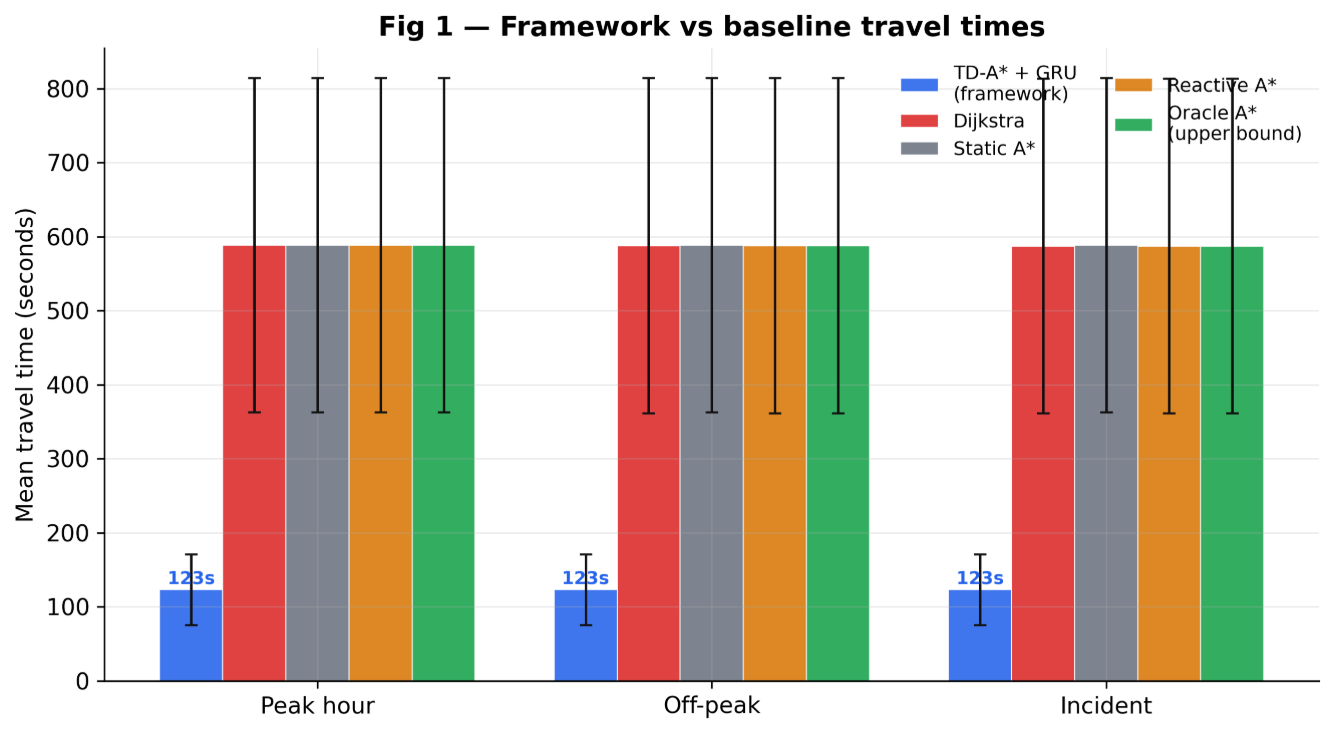 Fig 1 — Framework vs baseline travel times
TD-A* + GRU
(framework)
Dijkstra
Static A*
Reactive A*
Oracle A*
(upper bound)
Mean travel time (seconds)
800
700
600
500
400
300
200
100
0
123s
123s
123s
Peak hour
Off-peak
Incident